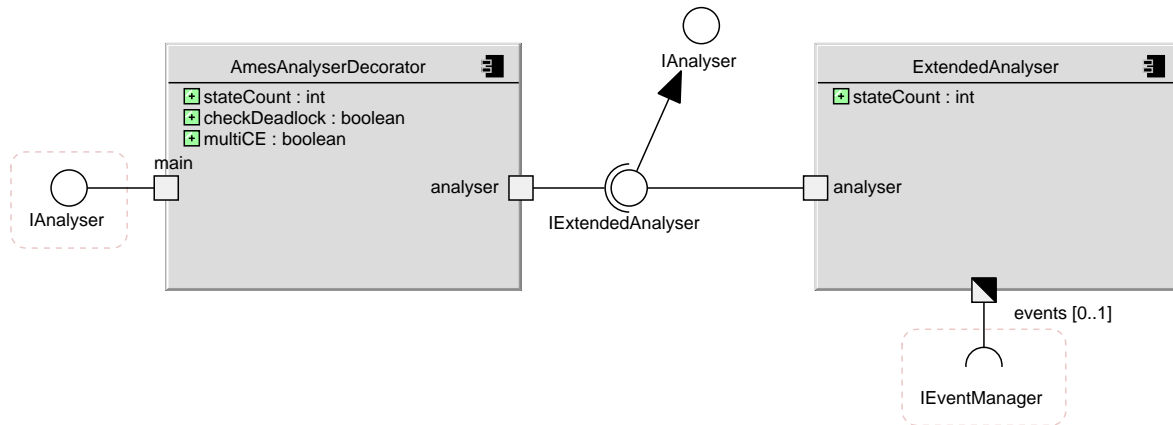 IAnalyser
AmesAnalyserDecorator
stateCount : int
checkDeadlock : boolean
multiCE : boolean
main
IAnalyser
analyser
IExtendedAnalyser
ExtendedAnalyser
stateCount : int
analyser
events [0..1]
IEventManager